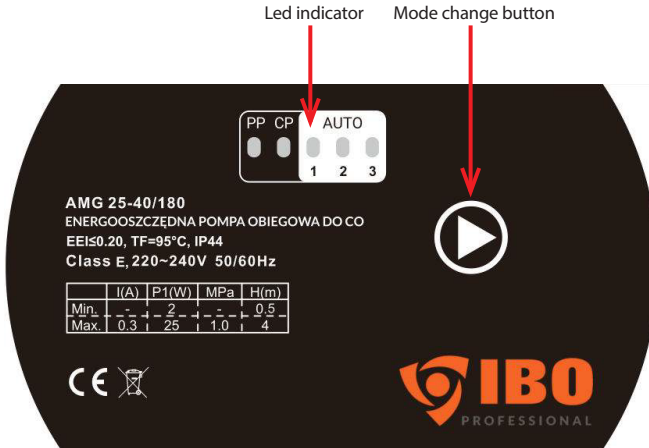 Led indicator Mode change button
PP CP AUTO
1 2 3
AMG 25-40/180
ENERGOOSZCZĘDNA POMPA OBIEGOWA DO CO
EEI≤0.20, TF=95°C, IP44
Class E, 220~240V 50/60Hz
I(A) P1(W) MPa H(m)
Min. - 2 - 0.5
Max. 0.3 25 1.0 4
CE
IBO
PROFESSIONAL